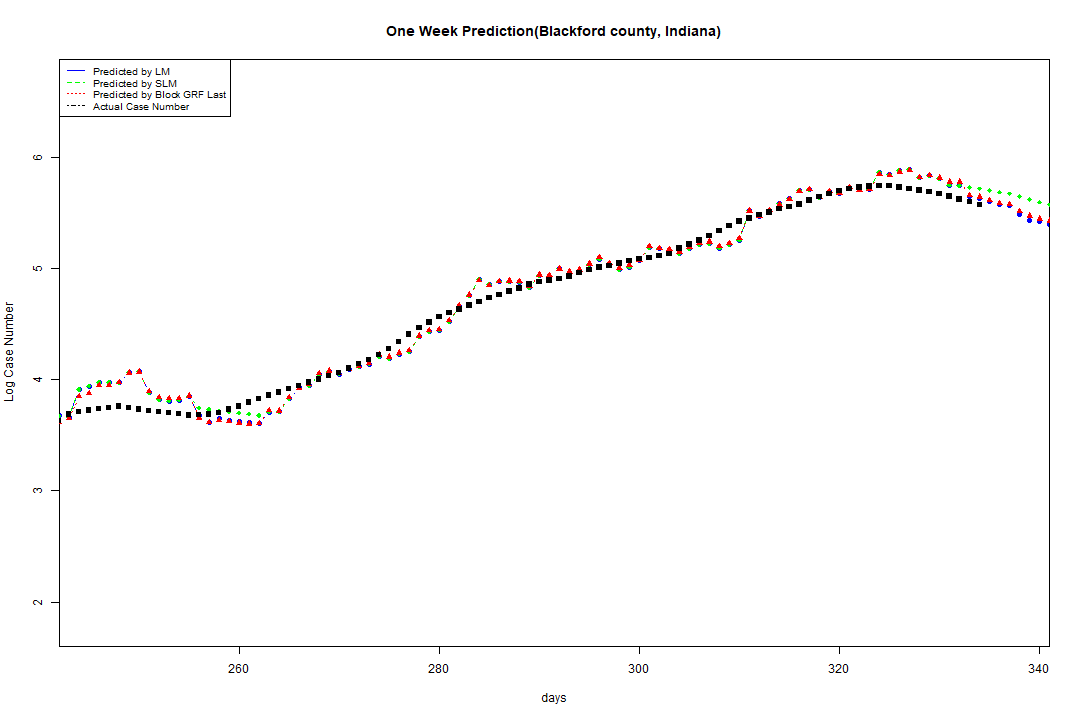 One Week Prediction(Blackford county, Indiana)
Predicted by LM
Predicted by SLM
Predicted by Block GRF Last
Actual Case Number
6
5
4
3
2
Log Case Number
260 280 300 320 340
days